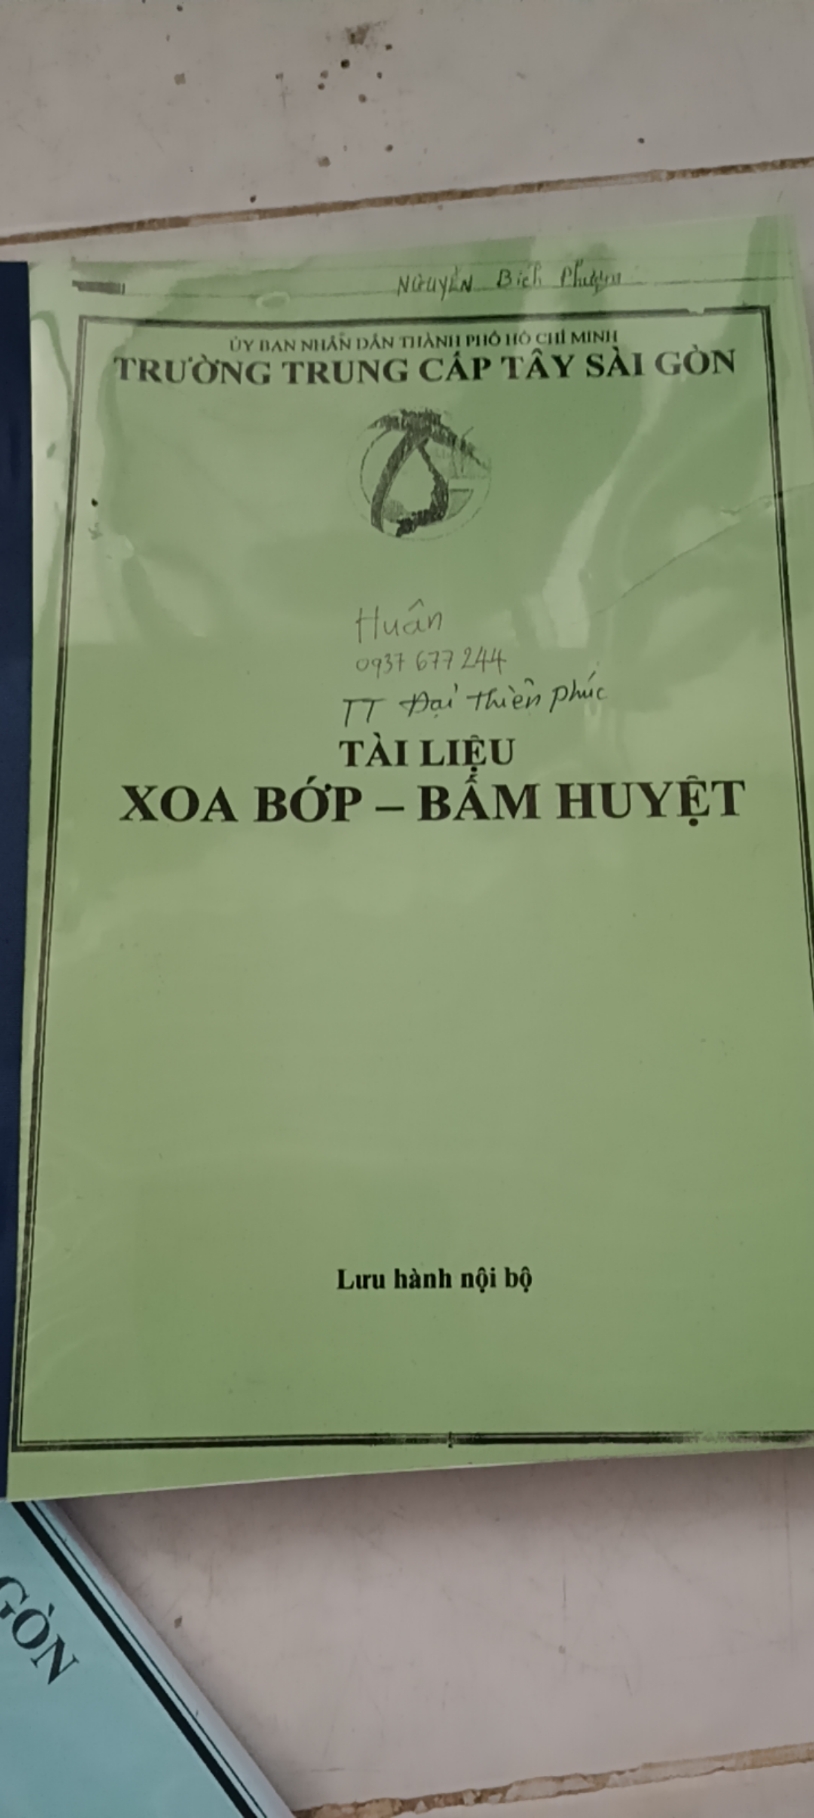 Nguyễn Bích Phượng
ỦY BAN NHÂN DÂN THÀNH PHỐ HỒ CHÍ MINH
TRƯỜNG TRUNG CẤP TÂY SÀI GÒN
Huân
0937 677 244
TT Đại Thiên Phúc
TÀI LIỆU
XOA BÓP – BẤM HUYỆT
Lưu hành nội bộ
GÒN